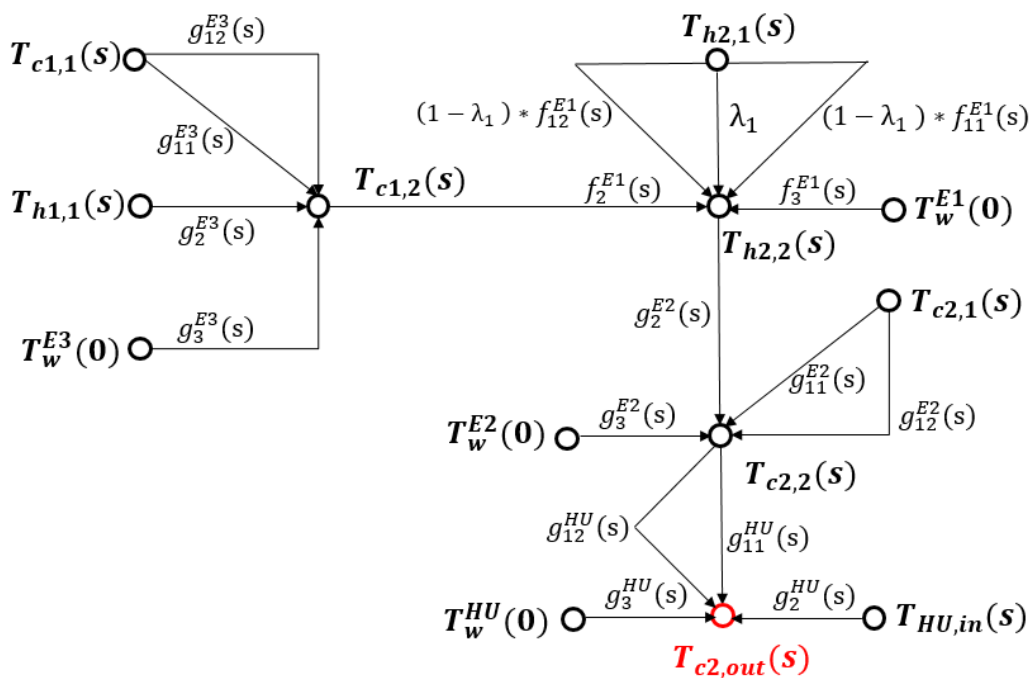 g_{12}^{E3}(s)
T_{h2,1}(s)
T_{c1,1}(s)
(1 − λ_1) * f_{12}^{E1}(s)
λ_1
(1 − λ_1) * f_{11}^{E1}(s)
g_{11}^{E3}(s)
T_{c1,2}(s)
f_2^{E1}(s)
f_3^{E1}(s)
T_{h1,1}(s)
T_w^{E1}(0)
g_2^{E3}(s)
T_{h2,2}(s)
T_{c2,1}(s)
g_2^{E2}(s)
g_3^{E3}(s)
T_w^{E3}(0)
g_{11}^{E2}(s)
g_3^{E2}(s)
g_{12}^{E2}(s)
T_w^{E2}(0)
T_{c2,2}(s)
g_{12}^{HU}(s)
g_{11}^{HU}(s)
g_3^{HU}(s)
g_2^{HU}(s)
T_w^{HU}(0)
T_{HU,in}(s)
T_{c2,out}(s)